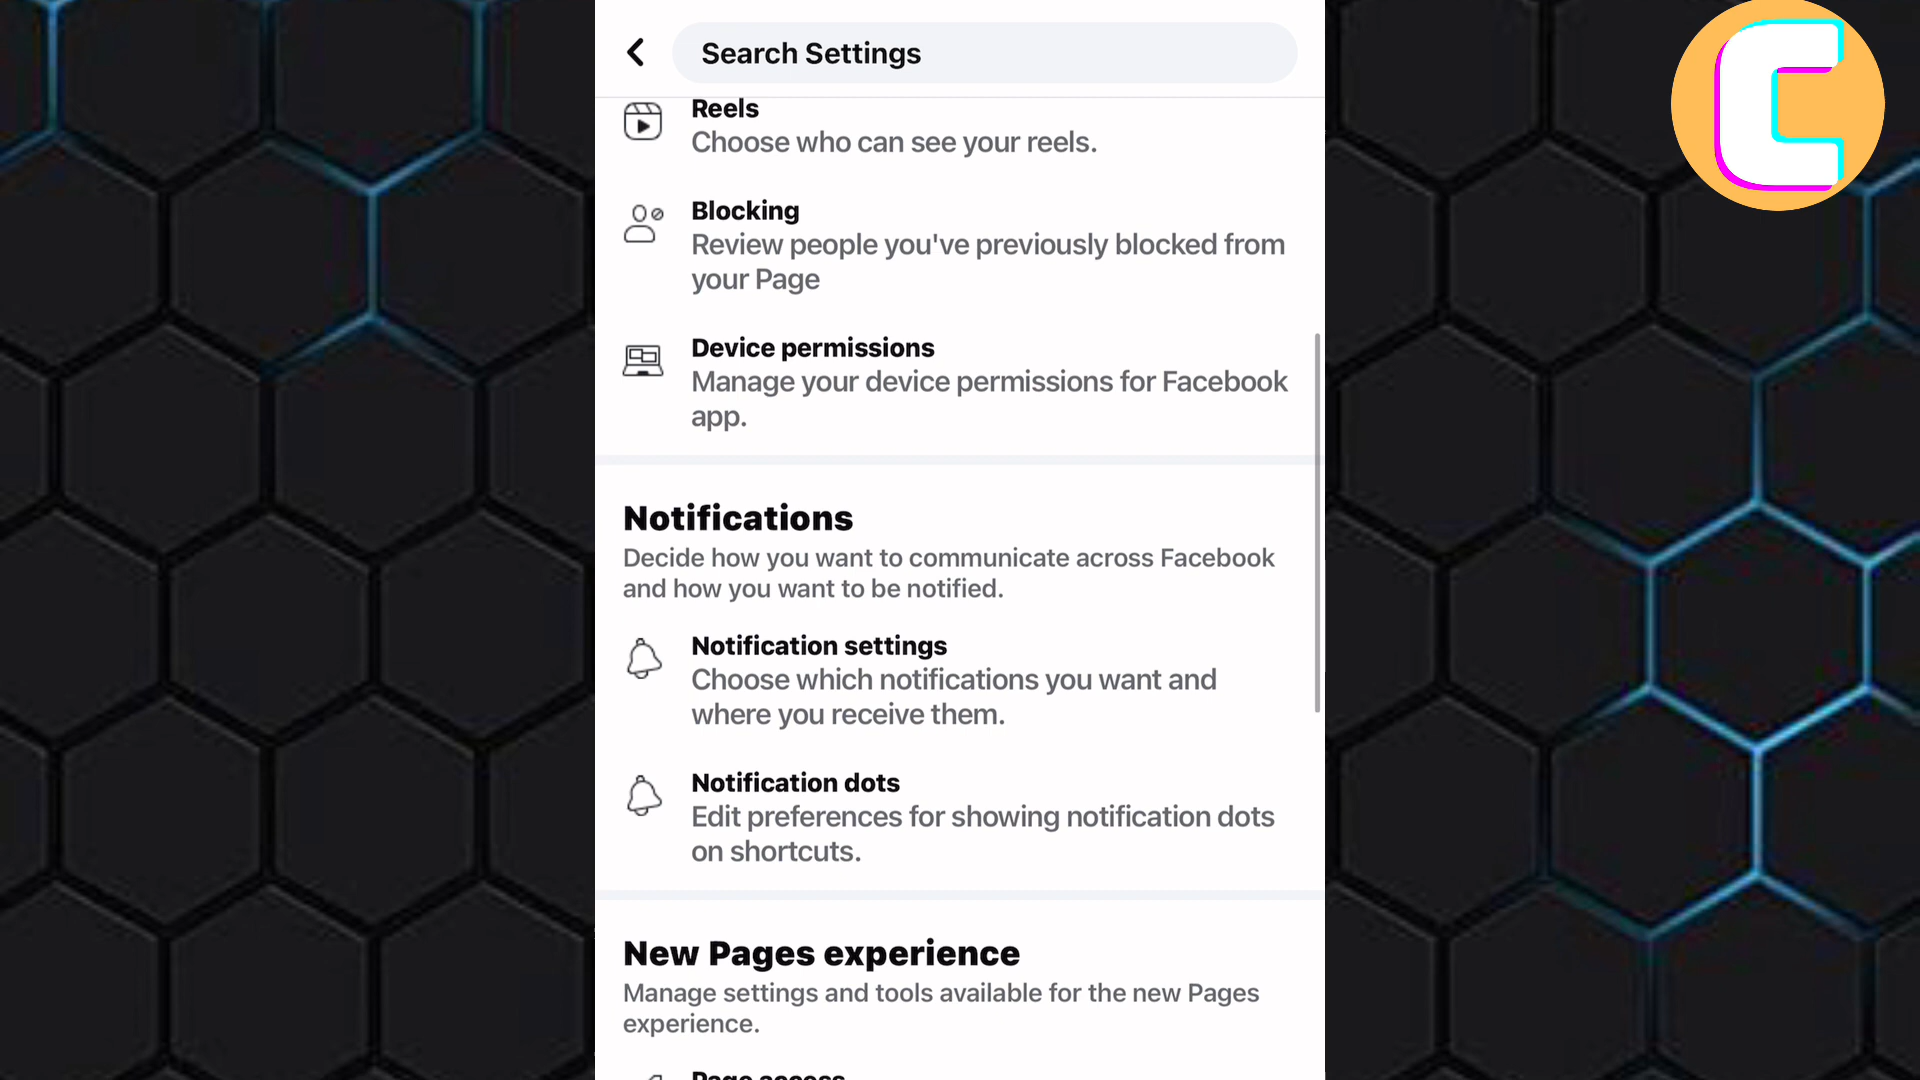 Search Settings
Reels
Choose who can see your reels.
Blocking
Review people you've previously blocked from
your Page
Device permissions
Manage your device permissions for Facebook
app.
Notifications
Decide how you want to communicate across Facebook
and how you want to be notified.
Notification settings
Choose which notifications you want and
where you receive them.
Notification dots
Edit preferences for showing notification dots
on shortcuts.
New Pages experience
Manage settings and tools available for the new Pages
experience.
Page access
C